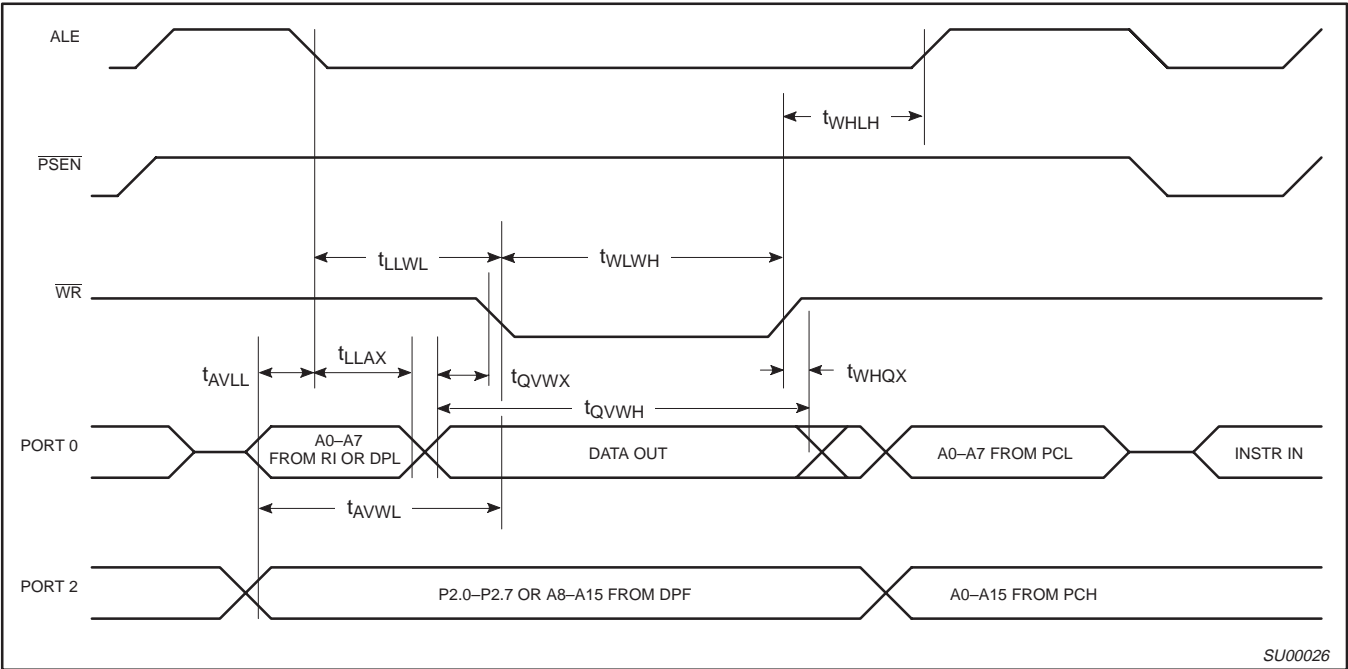 ALE
tWHLH
PSEN
tLLWL
tWLWH
WR
tAVLL
tLLAX
tQVWX
tWHQX
tQVWH
PORT 0
A0–A7
FROM RI OR DPL
DATA OUT
A0–A7 FROM PCL
INSTR IN
tAVWL
PORT 2
P2.0–P2.7 OR A8–A15 FROM DPF
A0–A15 FROM PCH
SU00026